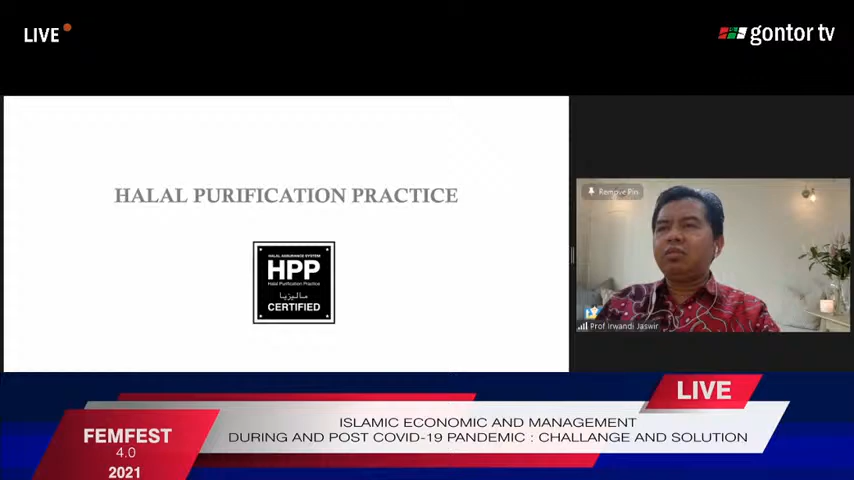 LIVE
gontor tv
HALAL PURIFICATION PRACTICE
HALAL ASSURANCE SYSTEM
HPP
Halal Purification Practice
ماليزيا
CERTIFIED
Remove Pin
Prof Irwandi Jaswir
LIVE
ISLAMIC ECONOMIC AND MANAGEMENT
DURING AND POST COVID-19 PANDEMIC : CHALLANGE AND SOLUTION
FEMFEST
4.0
2021